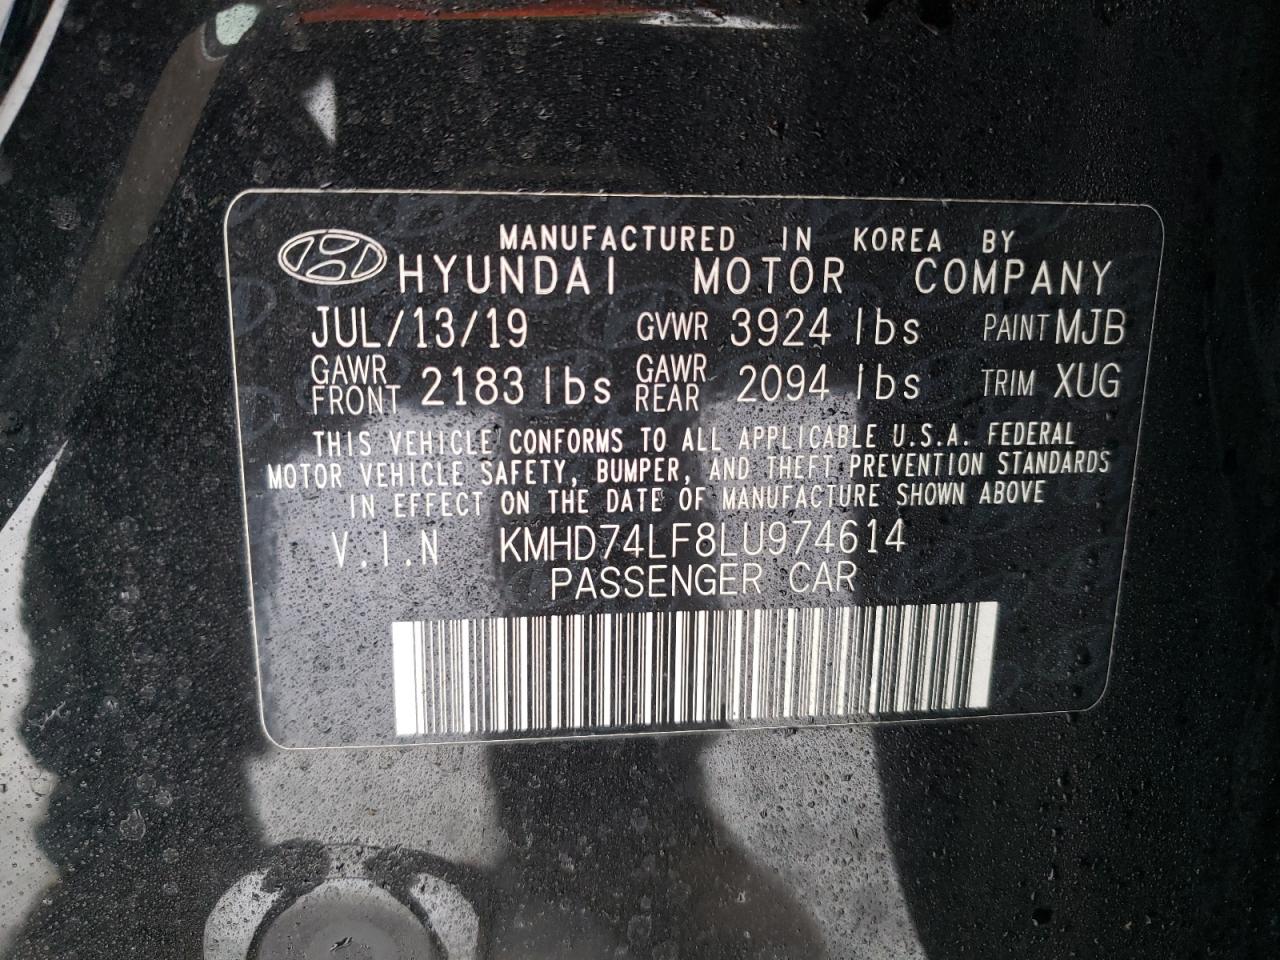 MANUFACTURED IN KOREA BY
HYUNDAI MOTOR COMPANY
JUL/13/19 GVWR 3924 lbs PAINT MJB
GAWR FRONT 2183 lbs GAWR REAR 2094 lbs TRIM XUG
THIS VEHICLE CONFORMS TO ALL APPLICABLE U.S.A. FEDERAL
MOTOR VEHICLE SAFETY, BUMPER, AND THEFT PREVENTION STANDARDS
IN EFFECT ON THE DATE OF MANUFACTURE SHOWN ABOVE
V.I.N KMHD74LF8LU974614
PASSENGER CAR